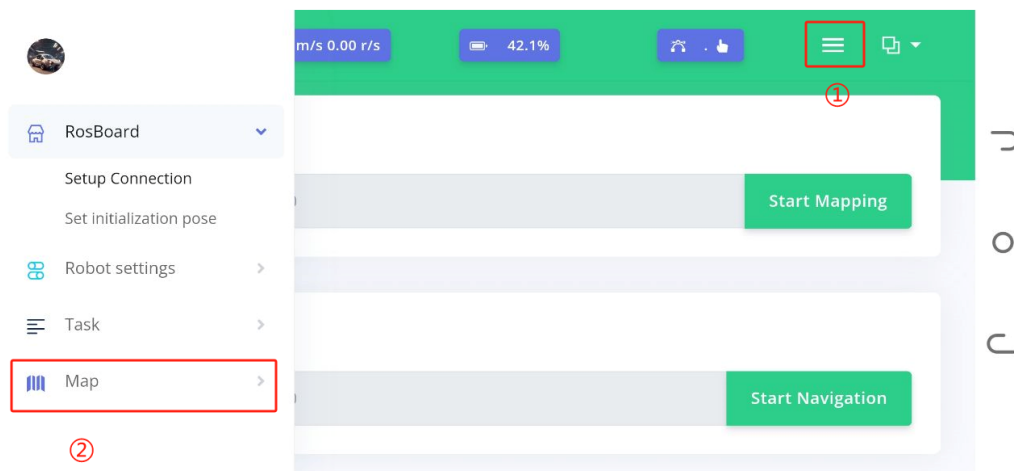 m/s 0.00 r/s
42.1%
①
RosBoard
Setup Connection
Set initialization pose
Start Mapping
Robot settings
Task
Map
Start Navigation
②